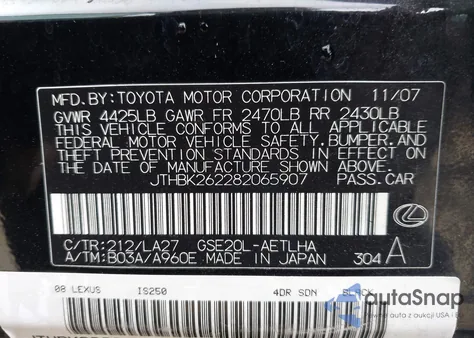 MFD.BY:TOYOTA MOTOR CORPORATION 11/07
GVWR 4425LB GAWR FR 2470LB RR 2430LB
THIS VEHICLE CONFORMS TO ALL APPLICABLE
FEDERAL MOTOR VEHICLE SAFETY,BUMPER,AND
THEFT PREVENTION STANDARDS IN EFFECT ON
THE DATE OF MANUFACTURE SHOWN ABOVE.
JTHBK262282065907 PASS.CAR
C/TR:212/LA27 GSE20L-AETLHA
A/TM:B03A/A960E MADE IN JAPAN 304 A
08 LEXUS IS250 4DR SDN BLACK
autoSnap